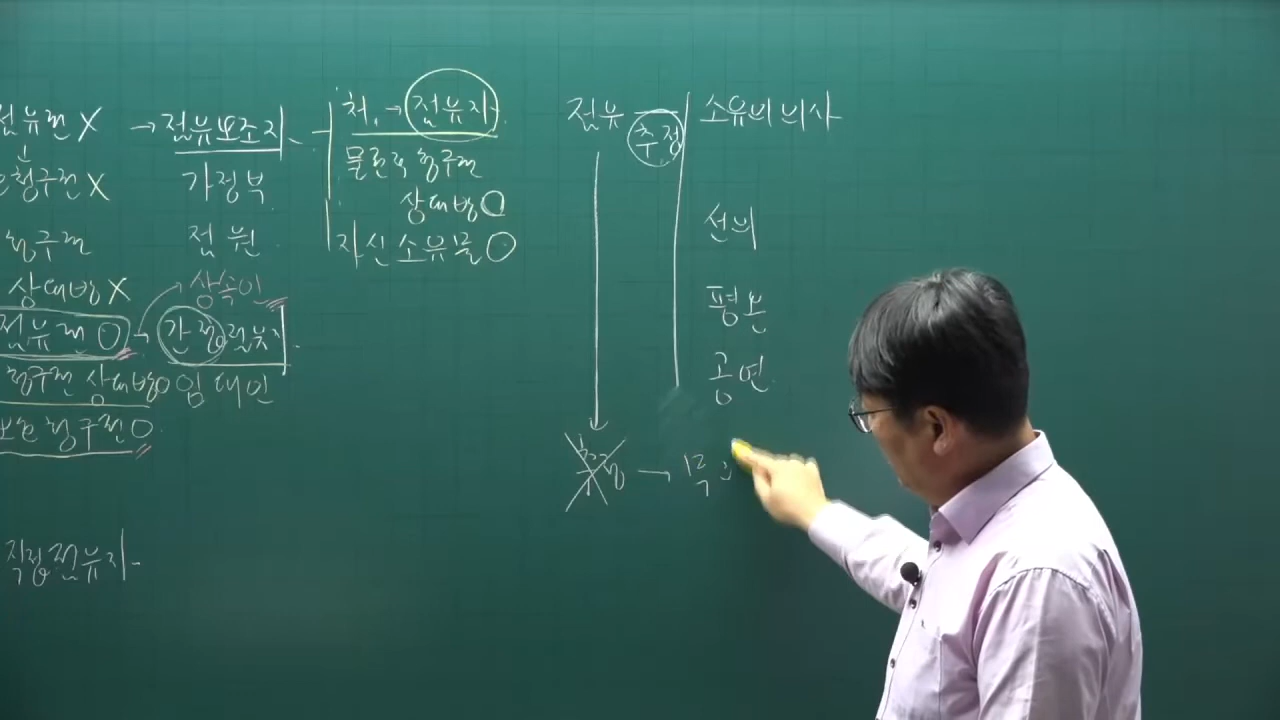 점유권 X
청구권 X
청구권
상대방 X
점유권 O
청구권 상대방O
청구권 O
직접점유자
→ 점유보조자
가정부
점원
상속인
간접점유자
임대인
처. → 점유자
물권적 청구권
상대방 O
자신소유물 O
점유 추정 소유의 의사
선의
평온
공연